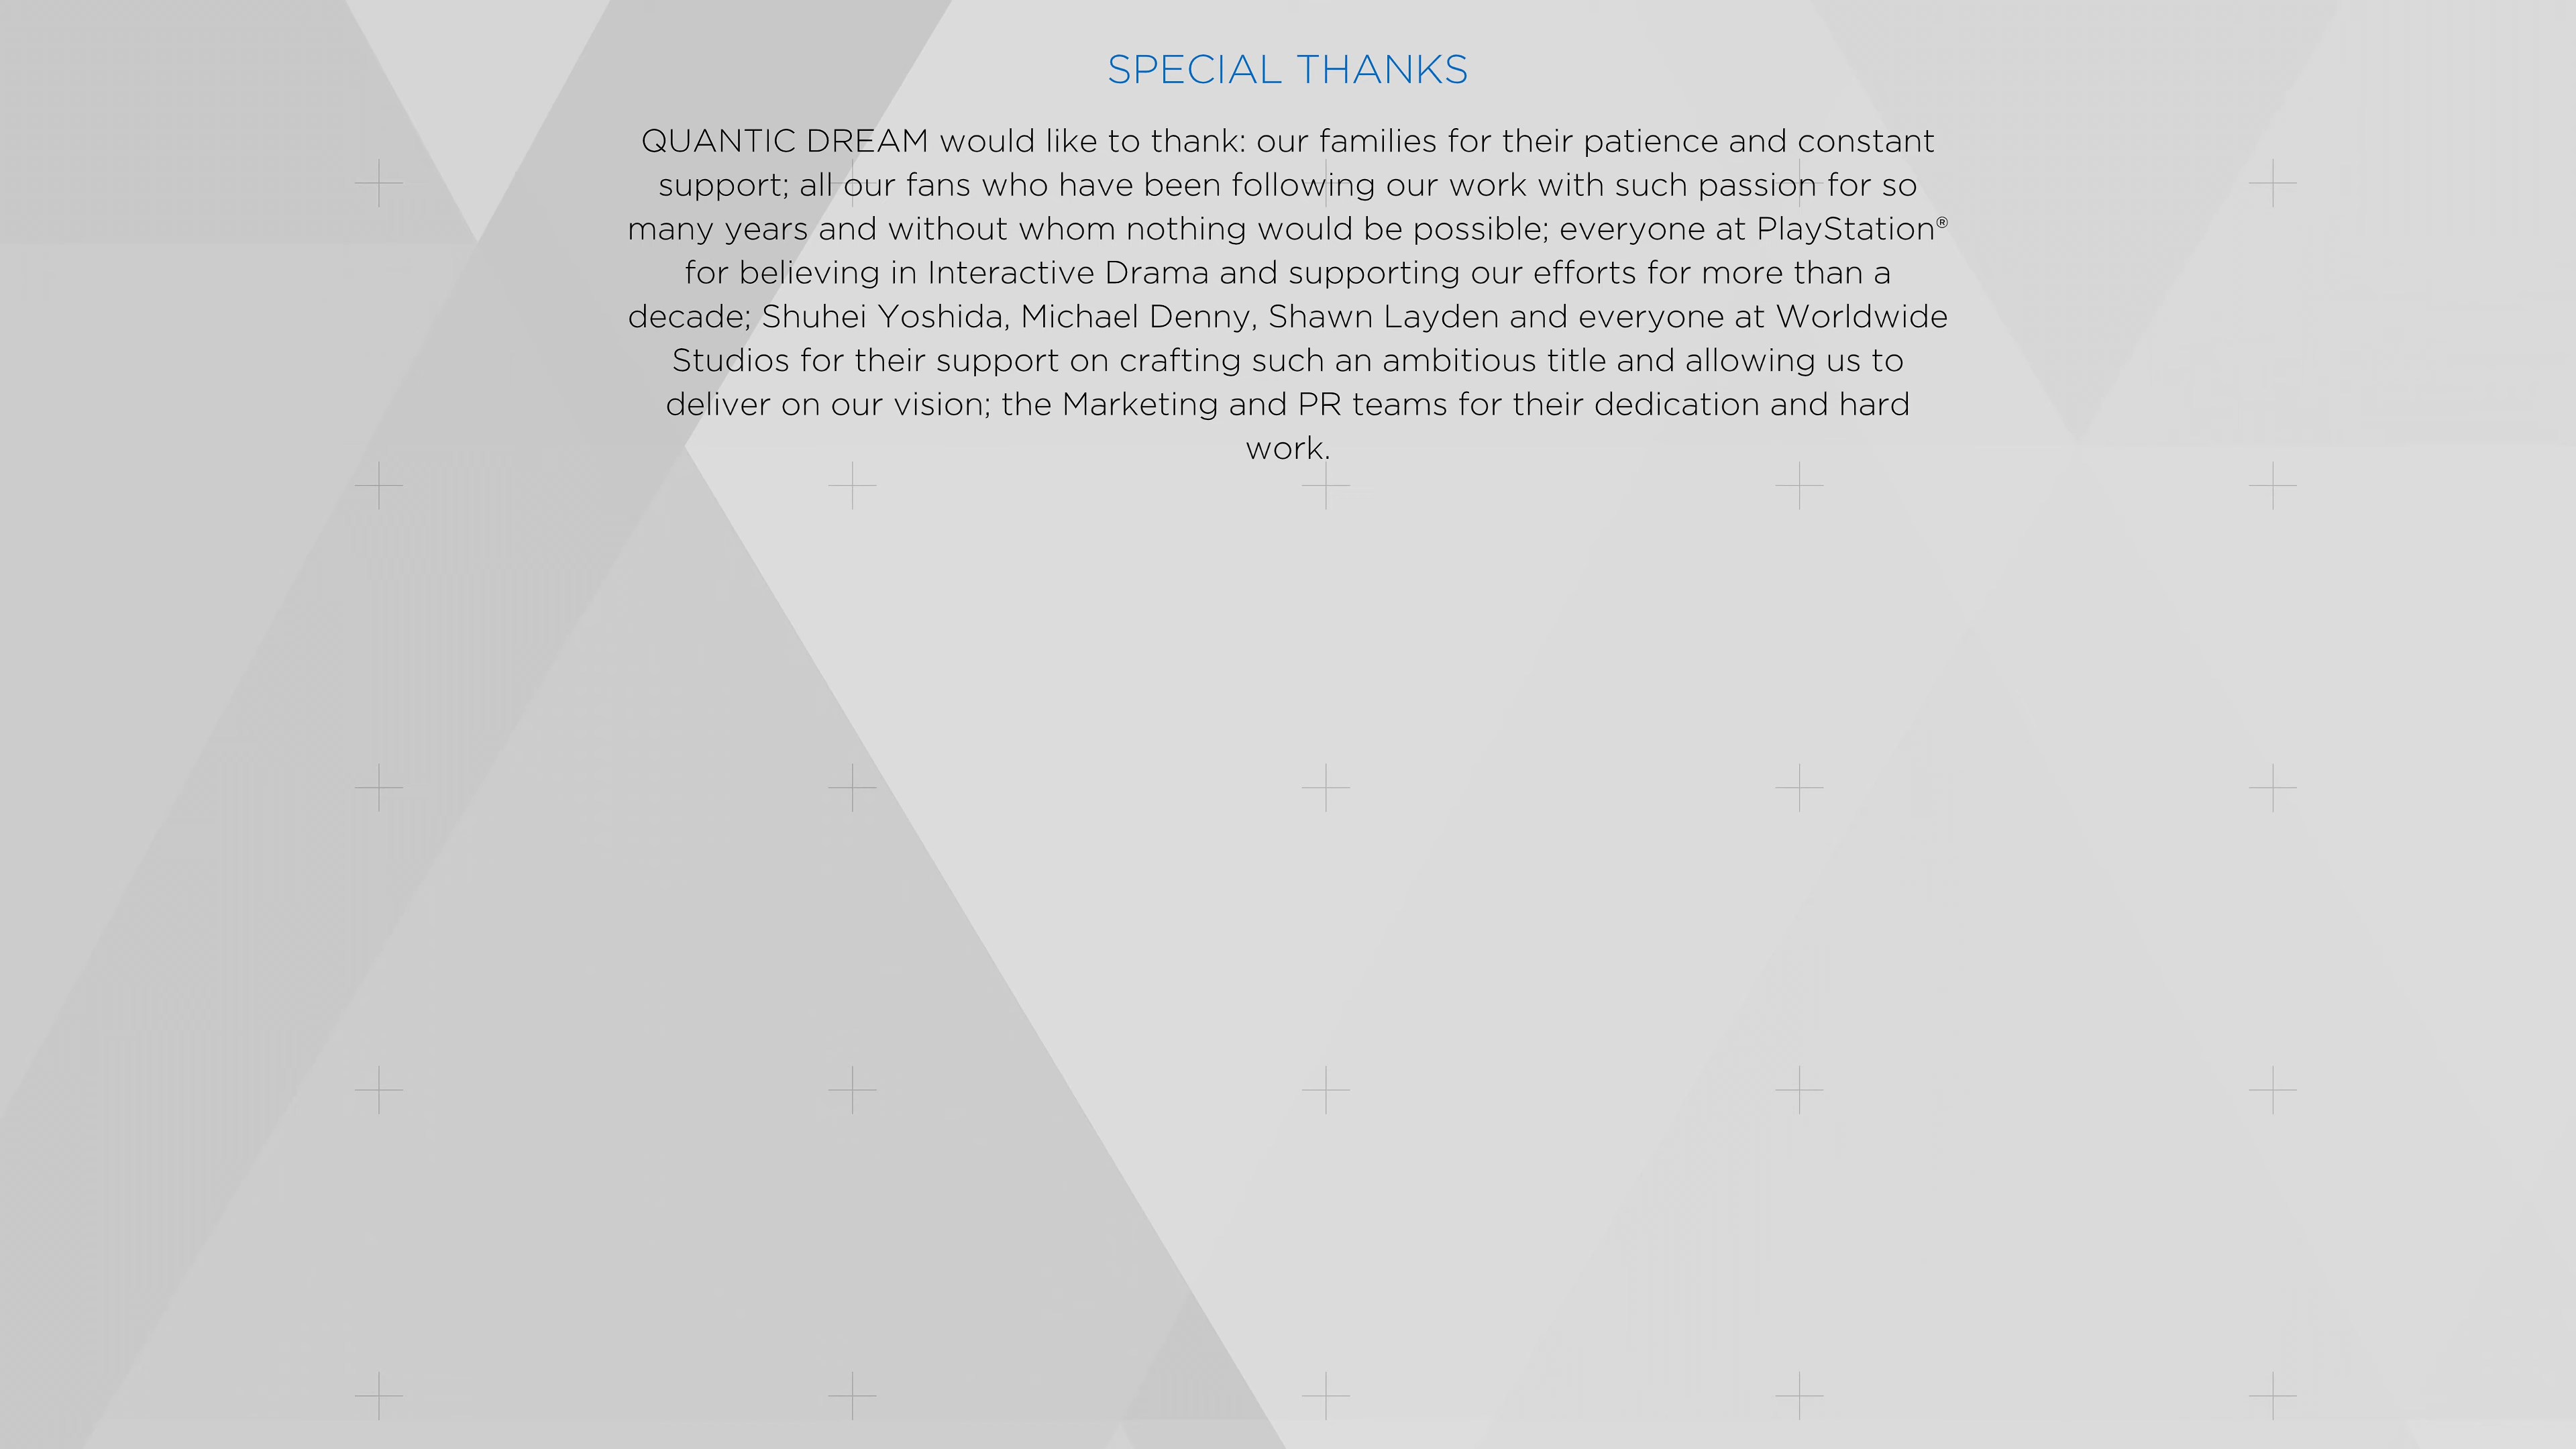 SPECIAL THANKS
QUANTIC DREAM would like to thank: our families for their patience and constant
support; all our fans who have been following our work with such passion for so
many years and without whom nothing would be possible; everyone at PlayStation®
for believing in Interactive Drama and supporting our efforts for more than a
decade; Shuhei Yoshida, Michael Denny, Shawn Layden and everyone at Worldwide
Studios for their support on crafting such an ambitious title and allowing us to
deliver on our vision; the Marketing and PR teams for their dedication and hard
work.